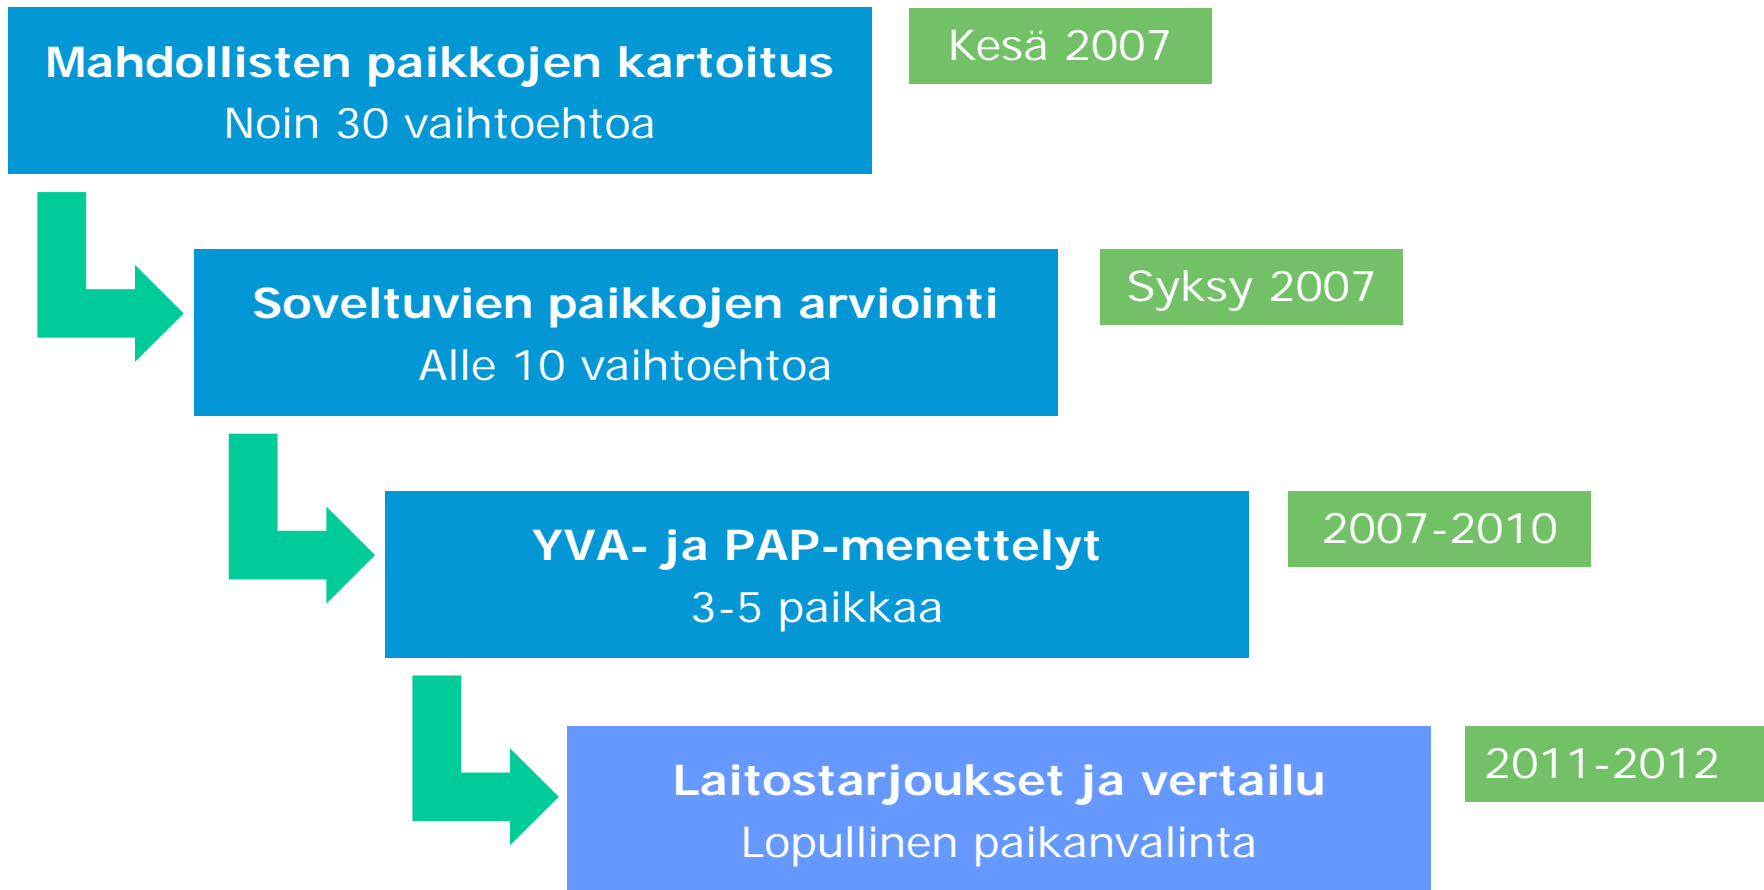 Mahdollisten paikkojen kartoitus
Noin 30 vaihtoehtoa
Kesä 2007
Soveltuvien paikkojen arviointi
Alle 10 vaihtoehtoa
Syksy 2007
YVA- ja PAP-menettelyt
3-5 paikkaa
2007-2010
Laitostarjoukset ja vertailu
Lopullinen paikanvalinta
2011-2012